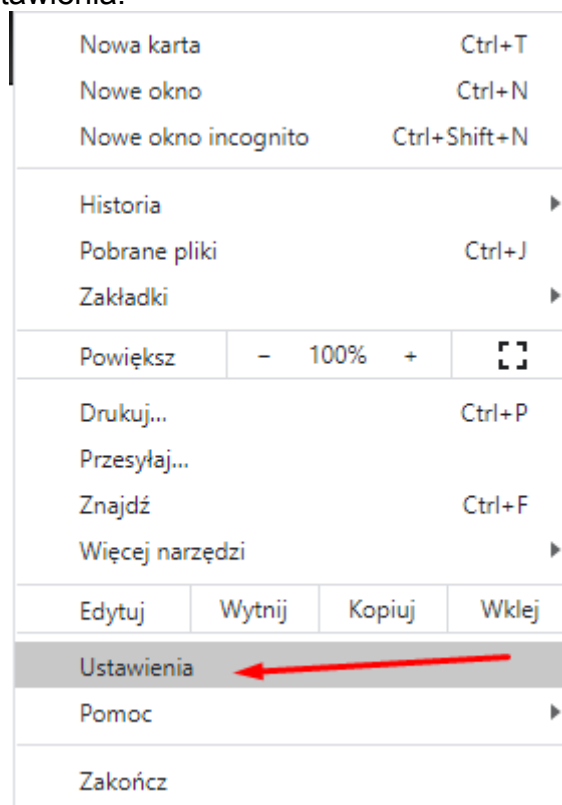 tawienia.
Nowa karta Ctrl+T
Nowe okno Ctrl+N
Nowe okno incognito Ctrl+Shift+N
Historia
Pobrane pliki Ctrl+J
Zakładki
Powiększ - 100% +
Drukuj... Ctrl+P
Przesyłaj...
Znajdź Ctrl+F
Więcej narzędzi
Edytuj Wytnij Kopiuj Wklej
Ustawienia
Pomoc
Zakończ